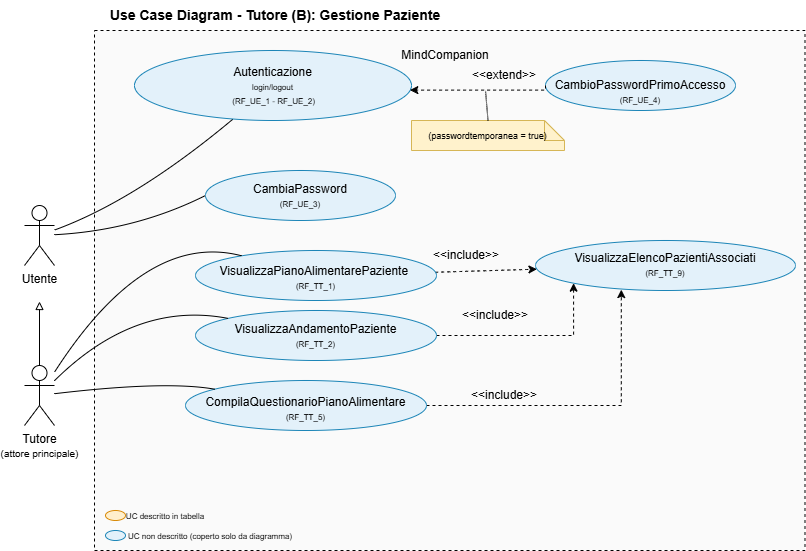 Use Case Diagram - Tutore (B): Gestione Paziente
MindCompanion
Autenticazione
login/logout
(RF_UE_1 - RF_UE_2)
<<extend>>
CambioPasswordPrimoAccesso
(RF_UE_4)
(passwordtemporanea = true)
CambiaPassword
(RF_UE_3)
Utente
VisualizzaPianoAlimentarePaziente
(RF_TT_1)
<<include>>
VisualizzaElencoPazientiAssociati
(RF_TT_9)
VisualizzaAndamentoPaziente
(RF_TT_2)
<<include>>
CompilaQuestionarioPianoAlimentare
(RF_TT_5)
<<include>>
Tutore
(attore principale)
UC descritto in tabella
UC non descritto (coperto solo da diagramma)